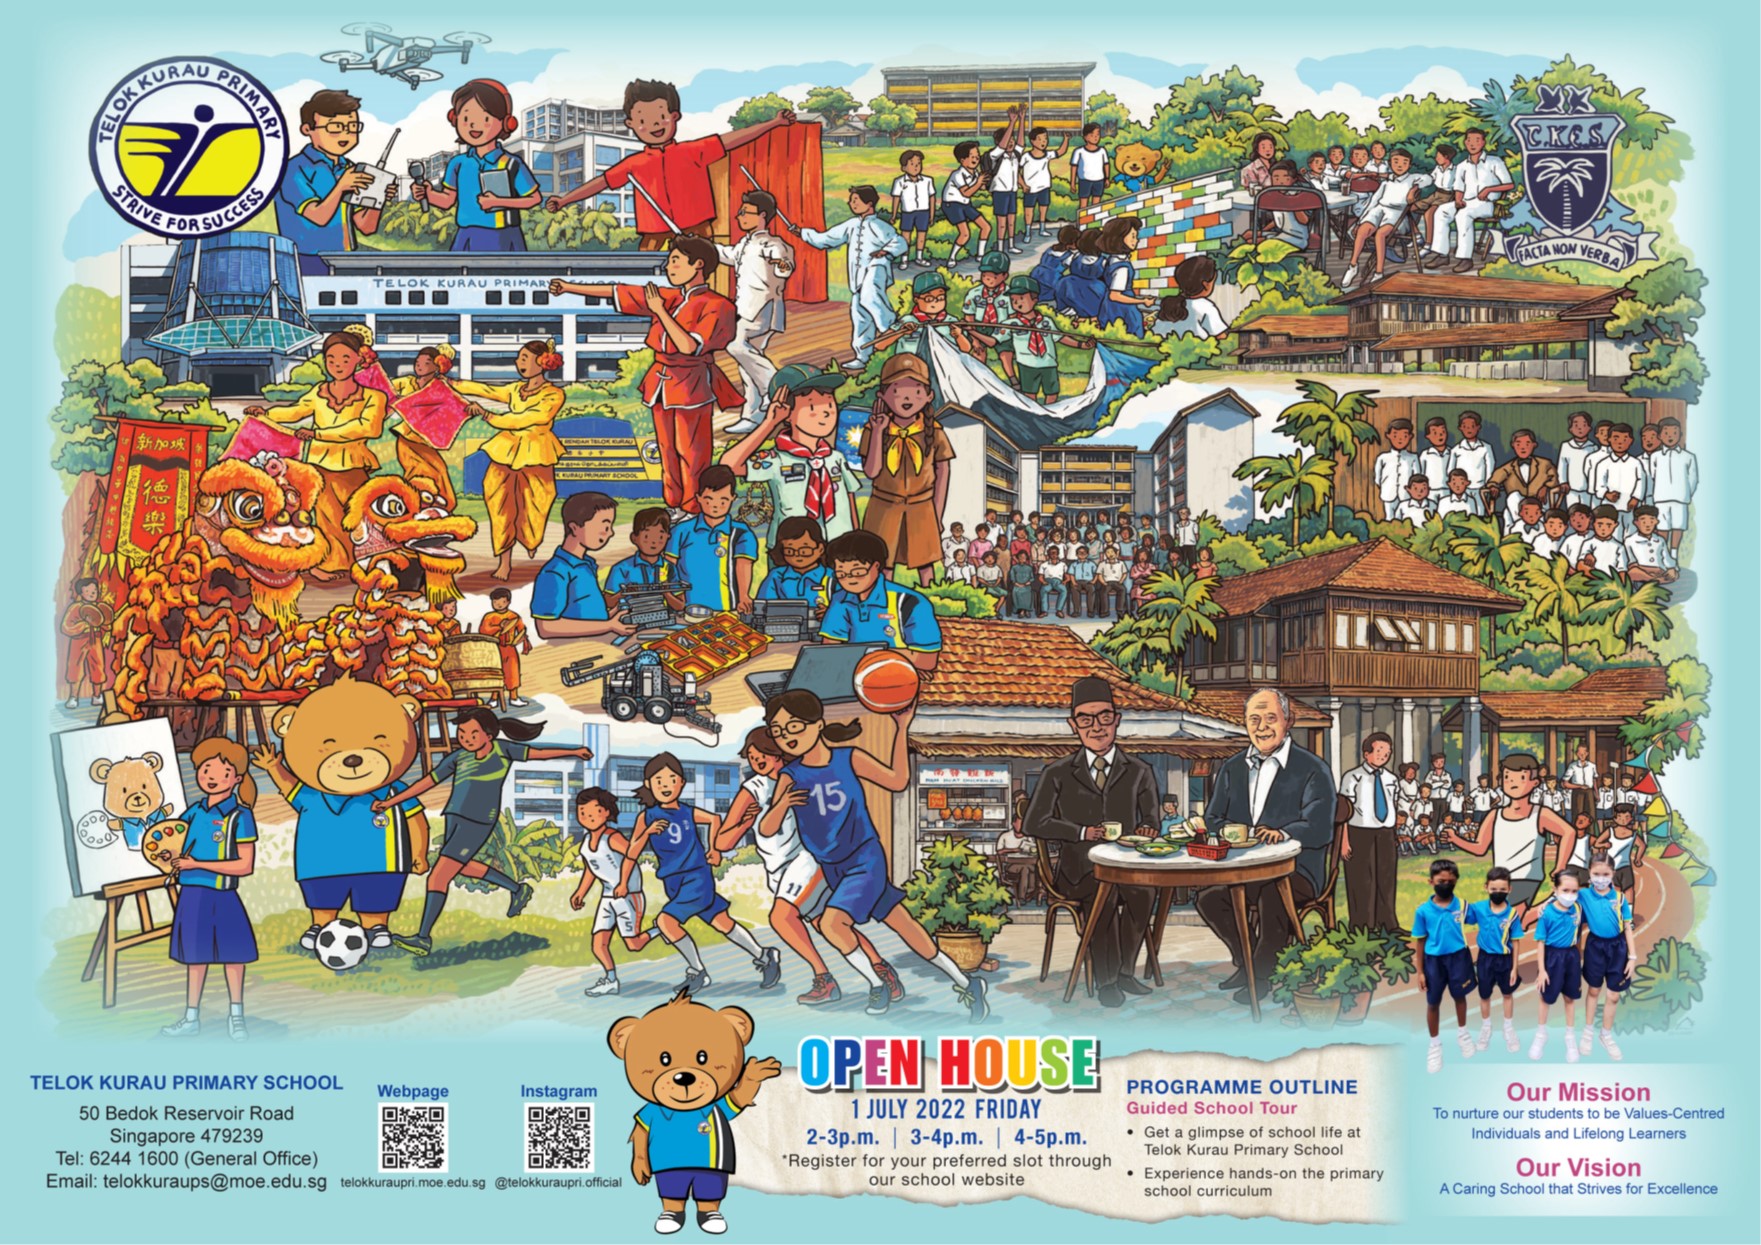 TELOK KURAU PRIMARY
STRIVE FOR SUCCESS
C.K.E.S.
FACTA NON VERBA
TELOK KURAU PRIMARY SCHOOL
新加坡
德
樂
RENDAH TELOK KURAU
KURAU PRIMARY SCHOOL
15
9
11
5
OPEN HOUSE
1 JULY 2022 FRIDAY
2-3p.m. | 3-4p.m. | 4-5p.m.
*Register for your preferred slot through
our school website
TELOK KURAU PRIMARY SCHOOL
50 Bedok Reservoir Road
Singapore 479239
Tel: 6244 1600 (General Office)
Email: telokkuraups@moe.edu.sg
Webpage
telokkuraupri.moe.edu.sg
Instagram
@telokkuraupri.official
PROGRAMME OUTLINE
Guided School Tour
• Get a glimpse of school life at
Telok Kurau Primary School
• Experience hands-on the primary
school curriculum
Our Mission
To nurture our students to be Values-Centred
Individuals and Lifelong Learners
Our Vision
A Caring School that Strives for Excellence